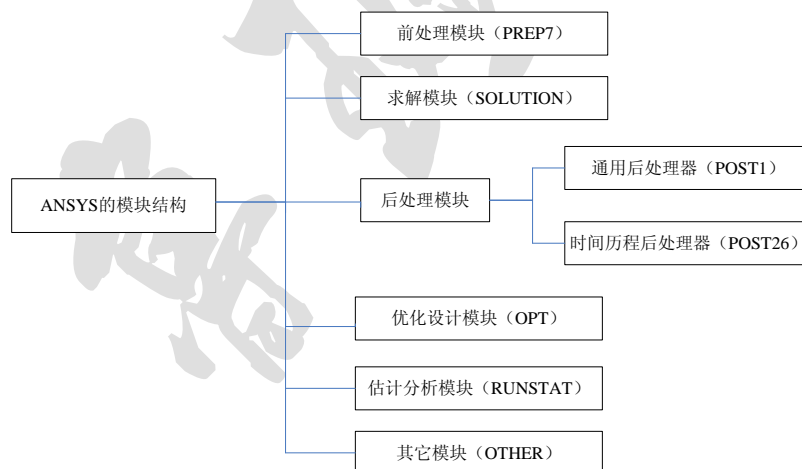 前处理模块（PREP7）
求解模块（SOLUTION）
ANSYS的模块结构
后处理模块
通用后处理器（POST1）
时间历程后处理器（POST26）
优化设计模块（OPT）
估计分析模块（RUNSTAT）
其它模块（OTHER）